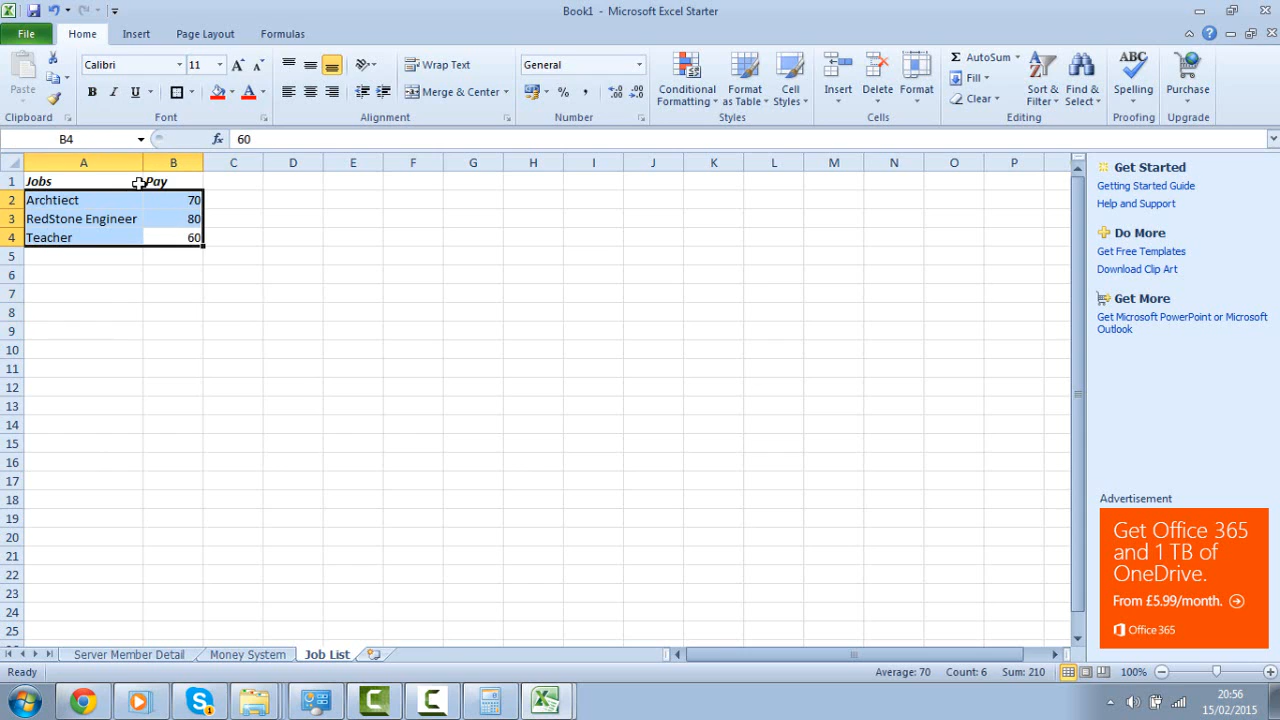 Book1 - Microsoft Excel Starter
File Home Insert Page Layout Formulas
Paste
Calibri 11
B I U
Wrap Text
Merge & Center
General
Conditional Formatting
Format as Table
Cell Styles
Insert
Delete
Format
Σ AutoSum
Fill
Clear
Sort & Filter
Find & Select
ABC
Spelling
Purchase
Clipboard Font Alignment Number Styles Cells Editing Proofing Upgrade
B4 fx 60
A B C D E F G H I J K L M N O P
1 Jobs Pay
2 Archtiect 70
3 RedStone Engineer 80
4 Teacher 60
5
6
7
8
9
10
11
12
13
14
15
16
17
18
19
20
21
22
23
24
25
Get Started
Getting Started Guide
Help and Support
Do More
Get Free Templates
Download Clip Art
Get More
Get Microsoft PowerPoint or Microsoft
Outlook
Advertisement
Get Office 365
and 1 TB of
OneDrive.
From £5.99/month.
Office 365
Server Member Detail Money System Job List
Ready Average: 70 Count: 6 Sum: 210 100%
20:56
15/02/2015